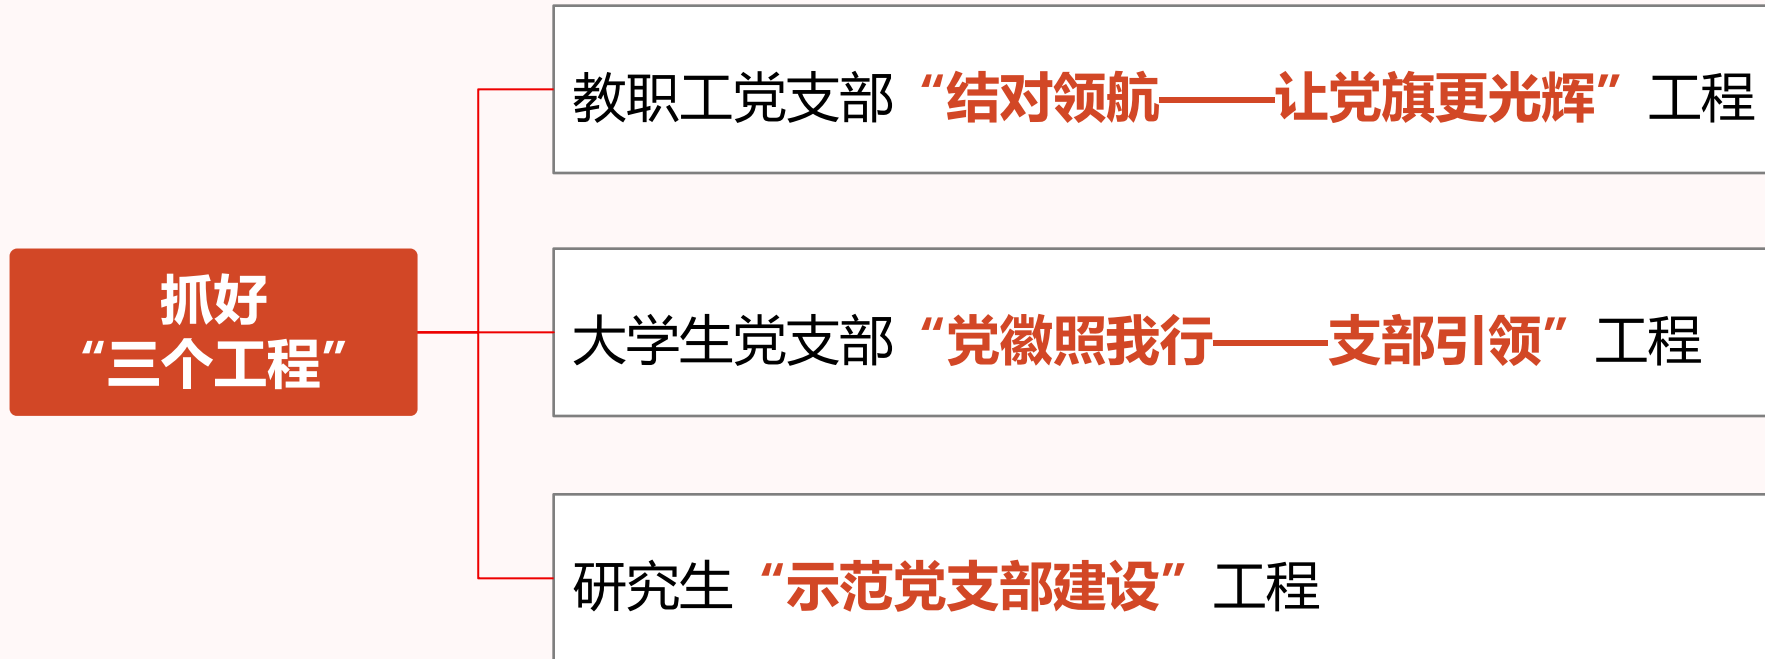 教职工党支部“结对领航——让党旗更光辉”工程
抓好
“三个工程”
大学生党支部“党徽照我行——支部引领”工程
研究生“示范党支部建设”工程